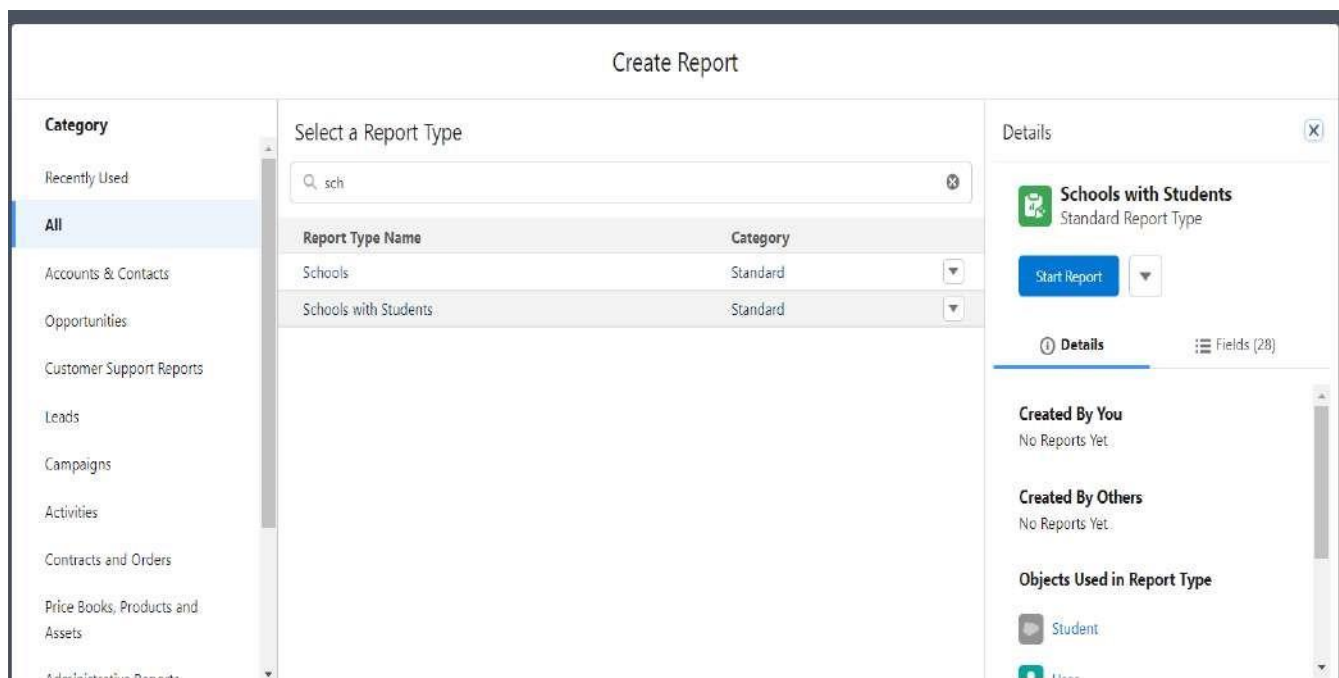 Create Report
Category
Recently Used
All
Accounts & Contacts
Opportunities
Customer Support Reports
Leads
Campaigns
Activities
Contracts and Orders
Price Books, Products and
Assets
Select a Report Type
sch
Report Type Name Category
Schools Standard
Schools with Students Standard
Details
Schools with Students
Standard Report Type
Start Report
Details Fields (28)
Created By You
No Reports Yet
Created By Others
No Reports Yet
Objects Used in Report Type
Student